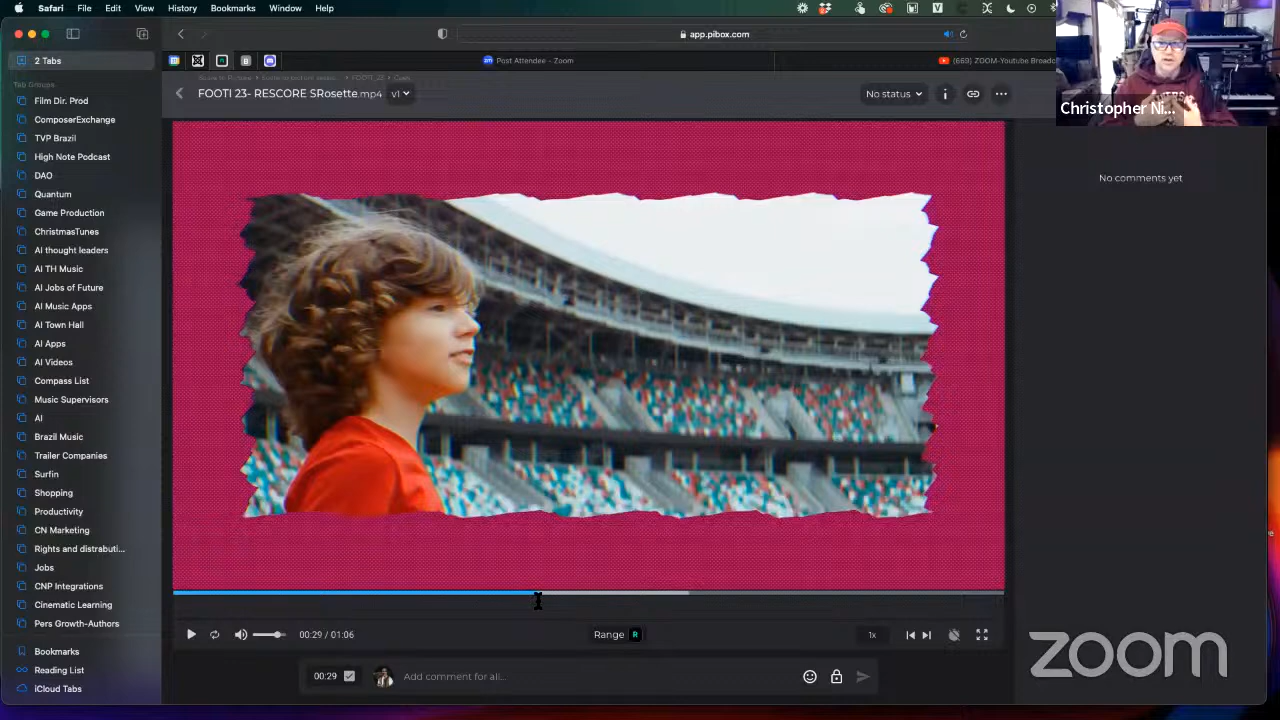 Safari File Edit View History Bookmarks Develop Window Help
app.pibox.com
2 Tabs
Post Attendee - Zoom
(669) ZOOM-Youtube Broadc
Tab Groups
Film Dir. Prod
ComposerExchange
TVP Brazil
High Note Podcast
DAO
Quantum
Game Production
ChristmasTunes
AI thought leaders
AI TH Music
AI Jobs of Future
AI Music Apps
AI Town Hall
AI Apps
AI Videos
Compass List
Music Supervisors
AI
Brazil Music
Trailer Companies
Surfin
Shopping
Productivity
CN Marketing
Rights and distributi...
Jobs
CNP Integrations
Cinematic Learning
Pers Growth-Authors
Bookmarks
Reading List
iCloud Tabs
FOOTI 23- RESCORE SRosette.mp4 v1
No status
Christopher Ni...
No comments yet
00:29 / 01:06
Range R
1x
00:29 Add comment for all...
zoom